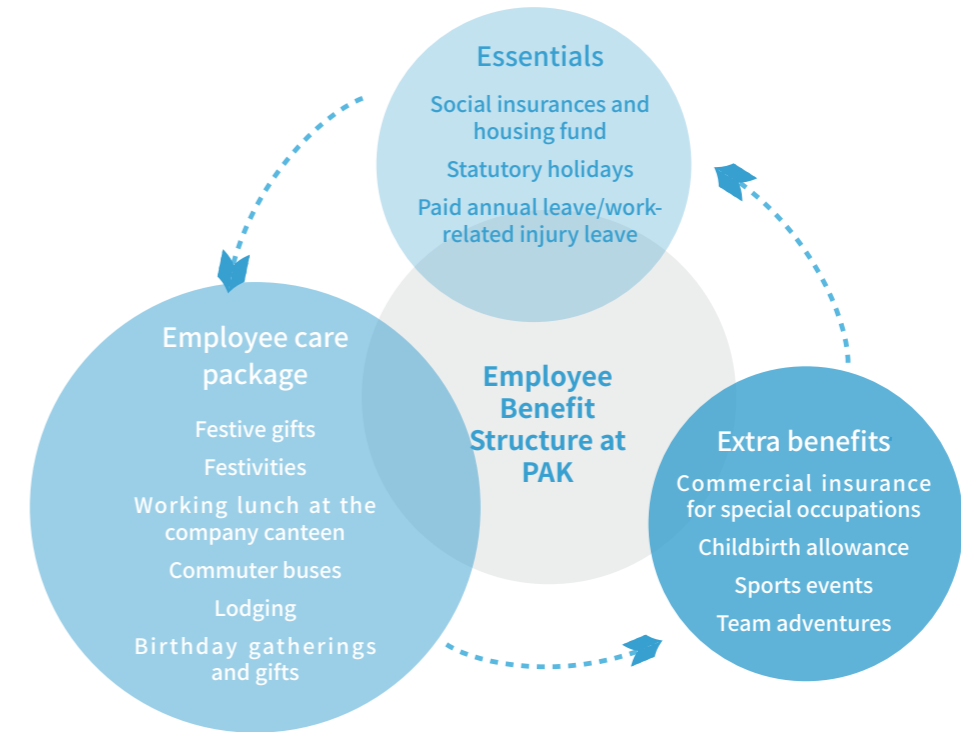 Essentials
Social insurances and
housing fund
Statutory holidays
Paid annual leave/work-
related injury leave
Employee care
package
Festive gifts
Festivities
Working lunch at the
company canteen
Commuter buses
Lodging
Birthday gatherings
and gifts
Employee
Benefit
Structure at
PAK
Extra benefits
Commercial insurance
for special occupations
Childbirth allowance
Sports events
Team adventures